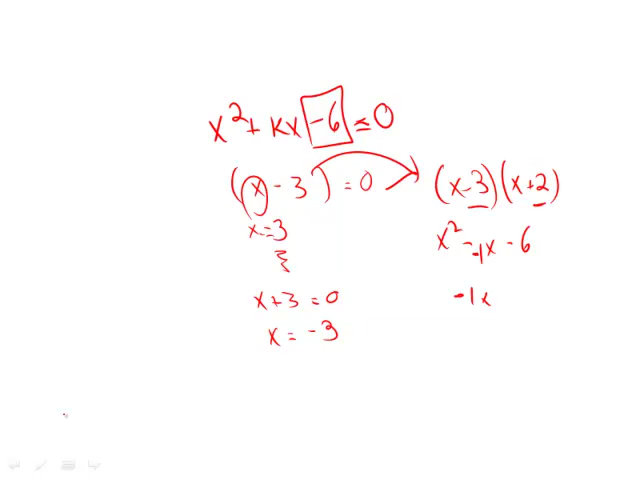 x² + kx -6 ≤ 0
(x - 3) = 0
x = 3
x + 3 = 0
x = -3
(x - 3)(x + 2)
x² - 1x - 6
-1x